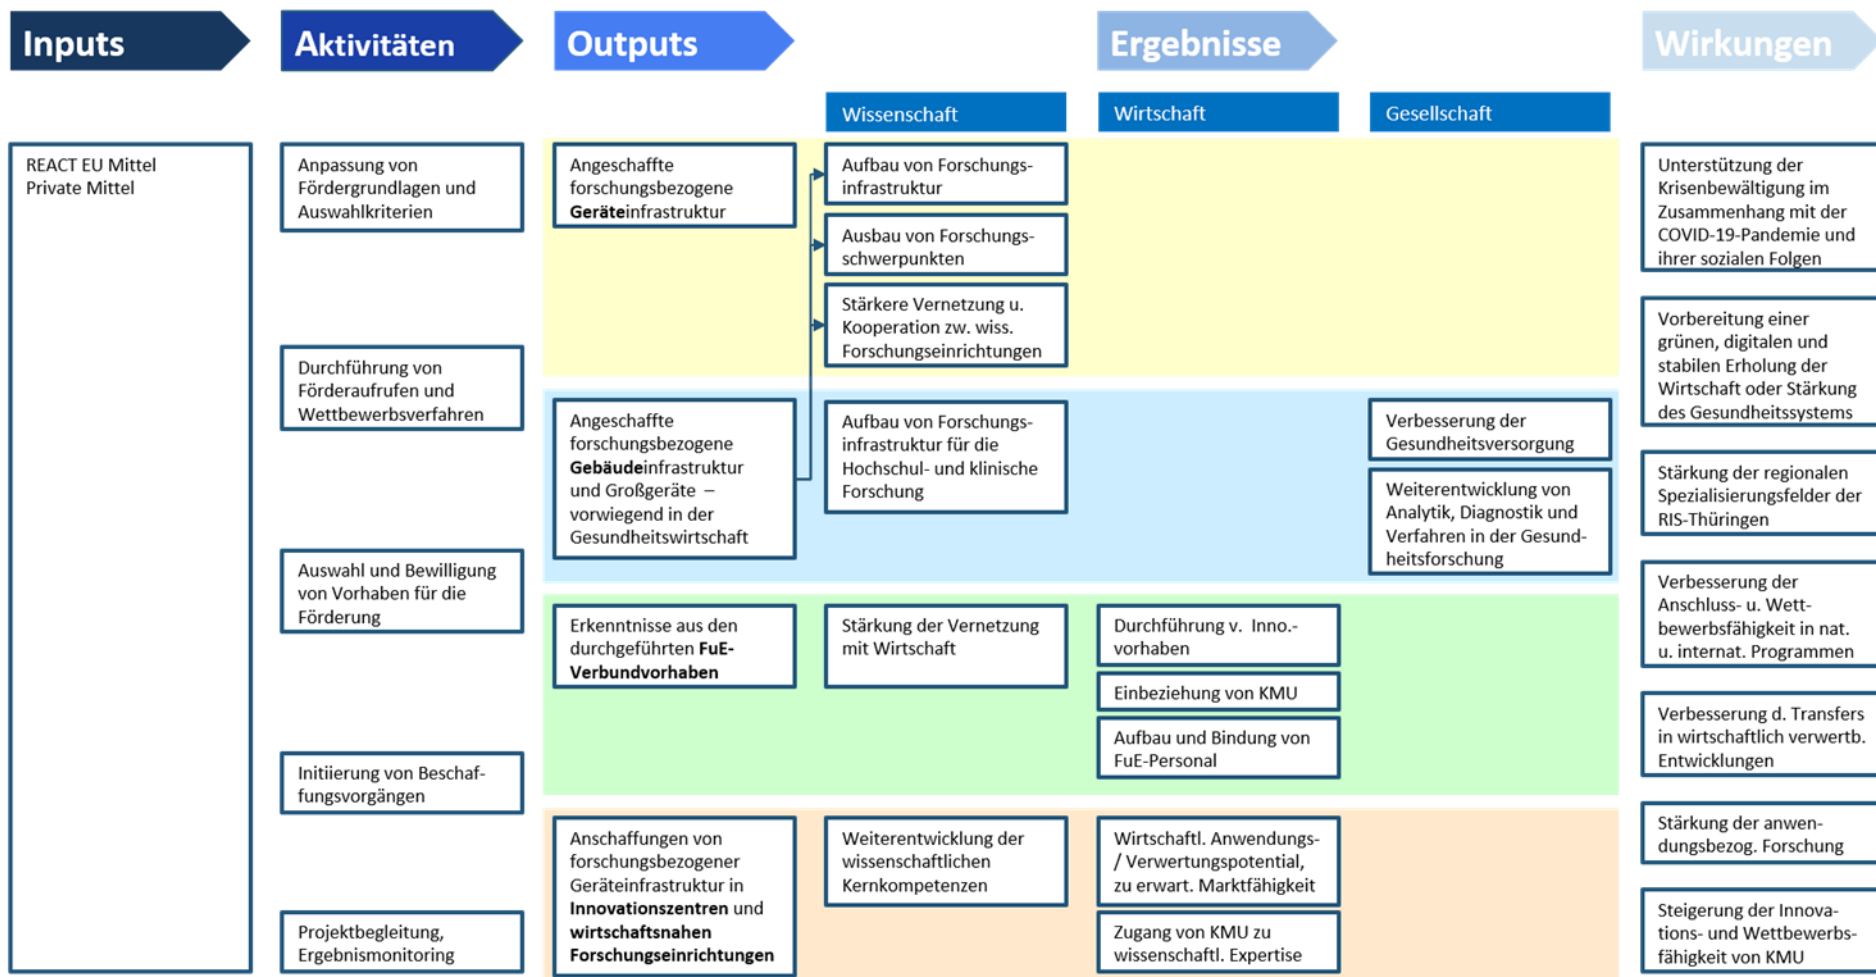 Inputs
Aktivitäten
Outputs
Ergebnisse
Wirkungen
Wissenschaft
Wirtschaft
Gesellschaft
REACT EU Mittel
Private Mittel
Anpassung von
Fördergrundlagen und
Auswahlkriterien
Durchführung von
Förderaufrufen und
Wettbewerbsverfahren
Auswahl und Bewilligung
von Vorhaben für die
Förderung
Initiierung von Beschaf-
fungsvorgängen
Projektbegleitung,
Ergebnismonitoring
Angeschaffte
forschungsbezogene
Geräteinfrastruktur
Aufbau von Forschungs-
infrastruktur
Ausbau von Forschungs-
schwerpunkten
Stärkere Vernetzung u.
Kooperation zw. wiss.
Forschungseinrichtungen
Angeschaffte
forschungsbezogene
Gebäudeinfrastruktur
und Großgeräte –
vorwiegend in der
Gesundheitswirtschaft
Aufbau von Forschungs-
infrastruktur für die
Hochschul- und klinische
Forschung
Verbesserung der
Gesundheitsversorgung
Weiterentwicklung von
Analytik, Diagnostik und
Verfahren in der Gesund-
heitsforschung
Erkenntnisse aus den
durchgeführten FuE-
Verbundvorhaben
Stärkung der Vernetzung
mit Wirtschaft
Durchführung v. Inno.-
vorhaben
Einbeziehung von KMU
Aufbau und Bindung von
FuE-Personal
Anschaffungen von
forschungsbezogener
Geräteinfrastruktur in
Innovationszentren und
wirtschaftsnahen
Forschungseinrichtungen
Weiterentwicklung der
wissenschaftlichen
Kernkompetenzen
Wirtschaftl. Anwendungs-
/ Verwertungspotential,
zu erwart. Marktfähigkeit
Zugang von KMU zu
wissenschaftl. Expertise
Unterstützung der
Krisenbewältigung im
Zusammenhang mit der
COVID-19-Pandemie und
ihrer sozialen Folgen
Vorbereitung einer
grünen, digitalen und
stabilen Erholung der
Wirtschaft oder Stärkung
des Gesundheitssystems
Stärkung der regionalen
Spezialisierungsfelder der
RIS-Thüringen
Verbesserung der
Anschluss- u. Wett-
bewerbsfähigkeit in nat.
u. internat. Programmen
Verbesserung d. Transfers
in wirtschaftlich verwertb.
Entwicklungen
Stärkung der anwen-
dungsbezog. Forschung
Steigerung der Innova-
tions- und Wettbewerbs-
fähigkeit von KMU